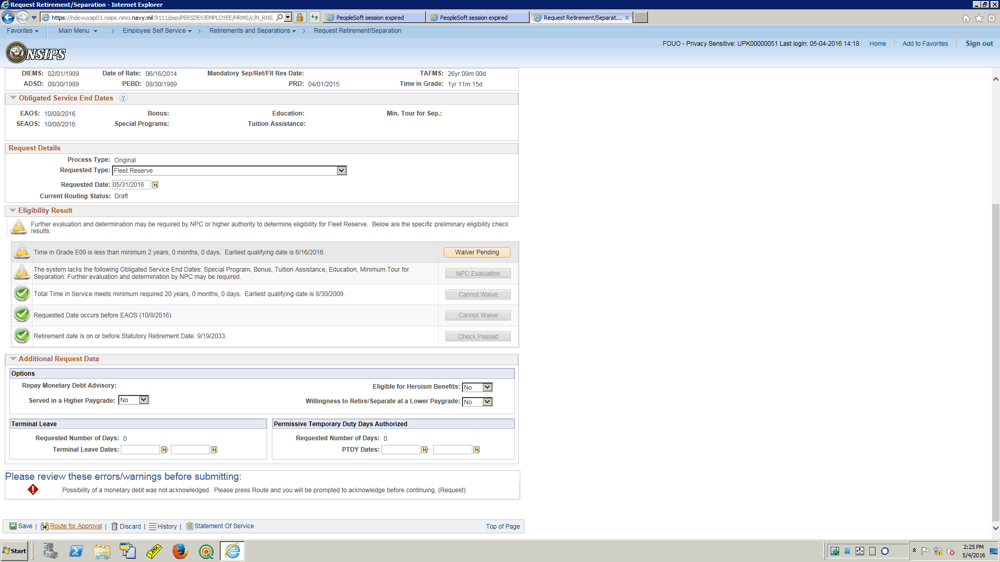 Request Retirement/Separation - Internet Explorer
https://ndevuxap01.nsips.nmci.navy.mil:9111/psp/PERSDEV/EMPLOYEE/HRMS/c/N_RNS_
PeopleSoft session expired
PeopleSoft session expired
Request Retirement/Separat...
Favorites
Main Menu
>
Employee Self Service
>
Retirements and Separations
>
Request Retirement/Separation
NSIPS
FOUO - Privacy Sensitive: UPK00000051 Last login: 05-04-2016 14:18
Home
Add to Favorites
Sign out
DIEMS: 02/01/1989 Date of Rate: 06/16/2014 Mandatory Sep/Ret/Flt Res Date: TAFMS: 26yr 09m 00d
ADSD: 08/30/1989 PEBD: 08/30/1989 PRD: 04/01/2015 Time in Grade: 1yr 11m 15d
Obligated Service End Dates ?
EAOS: 10/08/2016 Bonus: Education: Min. Tour for Sep.:
SEAOS: 10/08/2016 Special Programs: Tuition Assistance:
Request Details
Process Type: Original
Requested Type: Fleet Reserve
Requested Date: 05/31/2016 31
Current Routing Status: Draft
Eligibility Result
Further evaluation and determination may be required by NPC or higher authority to determine eligibility for Fleet Reserve. Below are the specific preliminary eligibility check
results:
Time in Grade E09 is less than minimum 2 years, 0 months, 0 days. Earliest qualifying date is 6/16/2016.
Waiver Pending
The system lacks the following Obligated Service End Dates: Special Program, Bonus, Tuition Assistance, Education, Minimum Tour for
Separation. Further evaluation and determination by NPC may be required.
NPC Evaluation
Total Time in Service meets minimum required 20 years, 0 months, 0 days. Earliest qualifying date is 8/30/2009.
Cannot Waive
Requested Date occurs before EAOS (10/8/2016).
Cannot Waive
Retirement date is on or before Statutory Retirement Date: 9/19/2033.
Check Passed
Additional Request Data
Options
Repay Monetary Debt Advisory: Eligible for Heroism Benefits: No
Served in a Higher Paygrade: No Willingness to Retire/Separate at a Lower Paygrade: No
Terminal Leave
Requested Number of Days: 0
Terminal Leave Dates: 31 - 31
Permissive Temporary Duty Days Authorized
Requested Number of Days: 0
PTDY Dates: 31 - 31
Please review these errors/warnings before submitting:
Possibility of a monetary debt was not acknowledged. Please press Route and you will be prompted to acknowledge before continuing. (Request)
Save | Route for Approval | Discard | History | Statement Of Service
Top of Page
Start
2:25 PM
5/4/2016